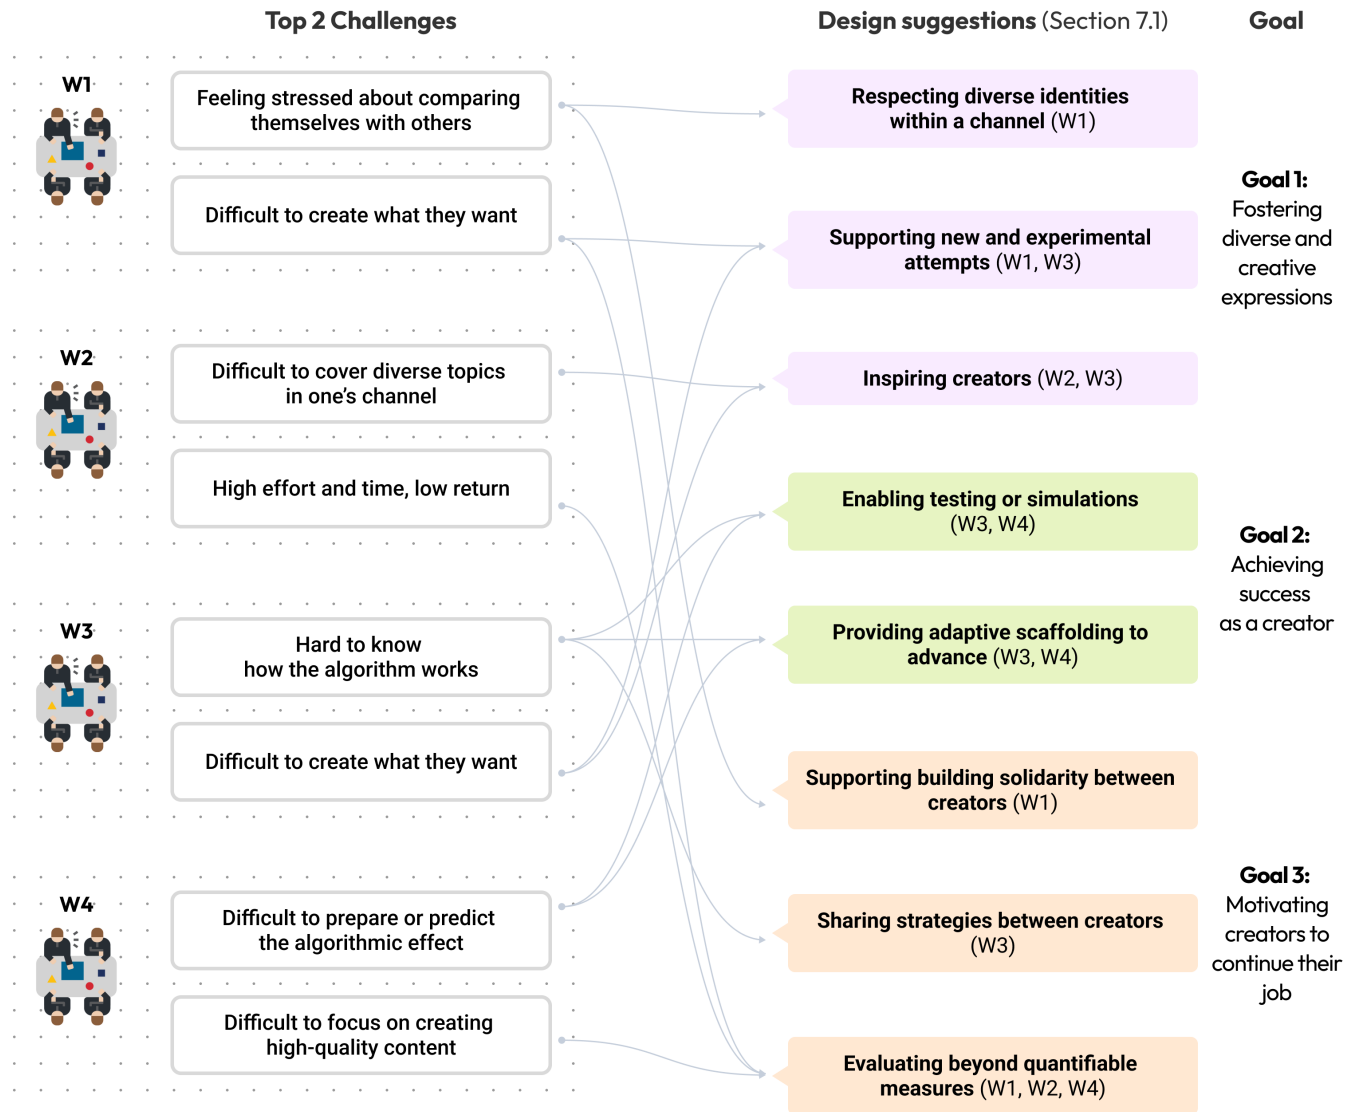 Top 2 Challenges
Design suggestions (Section 7.1)
Goal
W1
Feeling stressed about comparing
themselves with others
Difficult to create what they want
W2
Difficult to cover diverse topics
in one’s channel
High effort and time, low return
W3
Hard to know
how the algorithm works
Difficult to create what they want
W4
Difficult to prepare or predict
the algorithmic effect
Difficult to focus on creating
high-quality content
Respecting diverse identities
within a channel (W1)
Supporting new and experimental
attempts (W1, W3)
Inspiring creators (W2, W3)
Enabling testing or simulations
(W3, W4)
Providing adaptive scaffolding to
advance (W3, W4)
Supporting building solidarity between
creators (W1)
Sharing strategies between creators
(W3)
Evaluating beyond quantifiable
measures (W1, W2, W4)
Goal 1:
Fostering
diverse and
creative
expressions
Goal 2:
Achieving
success
as a creator
Goal 3:
Motivating
creators to
continue their
job